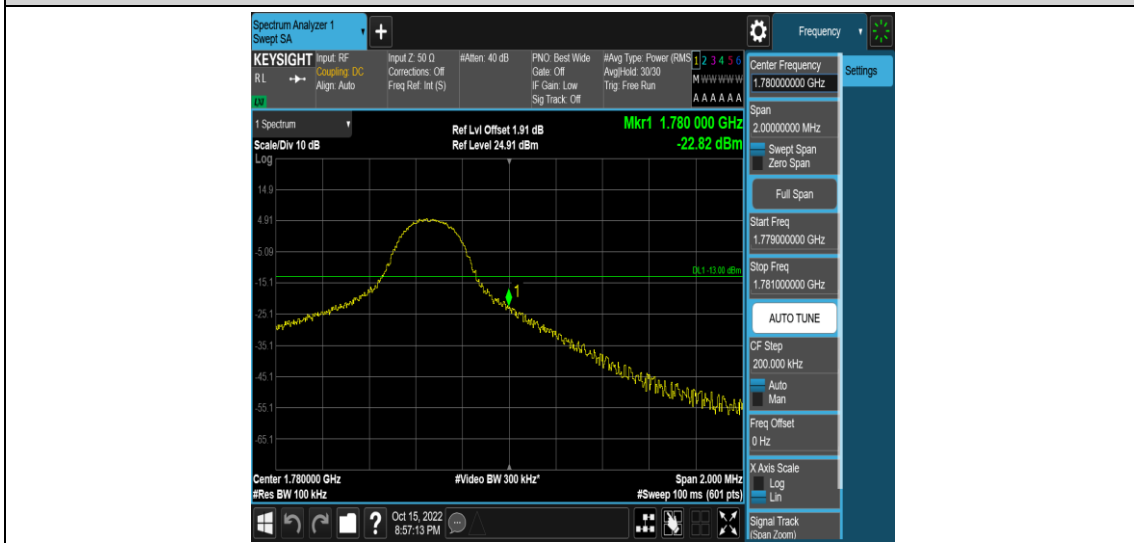 Spectrum Analyzer 1
Swept SA
+
Frequency
KEYSIGHT
RL
LXI
Input: RF
Coupling: DC
Align: Auto
Input Z: 50 Ω
Corrections: Off
Freq Ref: Int (S)
#Atten: 40 dB
PNO: Best Wide
Gate: Off
IF Gain: Low
Sig Track: Off
#Avg Type: Power (RMS
Avg|Hold: 30/30
Trig: Free Run
1 2 3 4 5 6
M W W W W W
A A A A A A
1 Spectrum
Scale/Div 10 dB
Ref Lvl Offset 1.91 dB
Ref Level 24.91 dBm
Mkr1 1.780 000 GHz
-22.82 dBm
Log
14.9
4.91
-5.09
-15.1
-25.1
-35.1
-45.1
-55.1
-65.1
DL1 -13.00 dBm
1
Center 1.780000 GHz
#Res BW 100 kHz
#Video BW 300 kHz*
Span 2.000 MHz
#Sweep 100 ms (601 pts)
?
Oct 15, 2022
8:57:13 PM
Center Frequency
1.780000000 GHz
Settings
Span
2.00000000 MHz
Swept Span
Zero Span
Full Span
Start Freq
1.779000000 GHz
Stop Freq
1.781000000 GHz
AUTO TUNE
CF Step
200.000 kHz
Auto
Man
Freq Offset
0 Hz
X Axis Scale
Log
Lin
Signal Track
(Span Zoom)